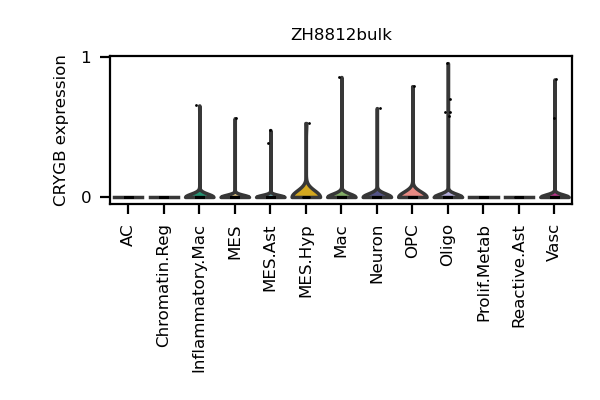 ZH8812bulk
CRYGB expression
1
0
AC
Chromatin.Reg
Inflammatory.Mac
MES
MES.Ast
MES.Hyp
Mac
Neuron
OPC
Oligo
Prolif.Metab
Reactive.Ast
Vasc